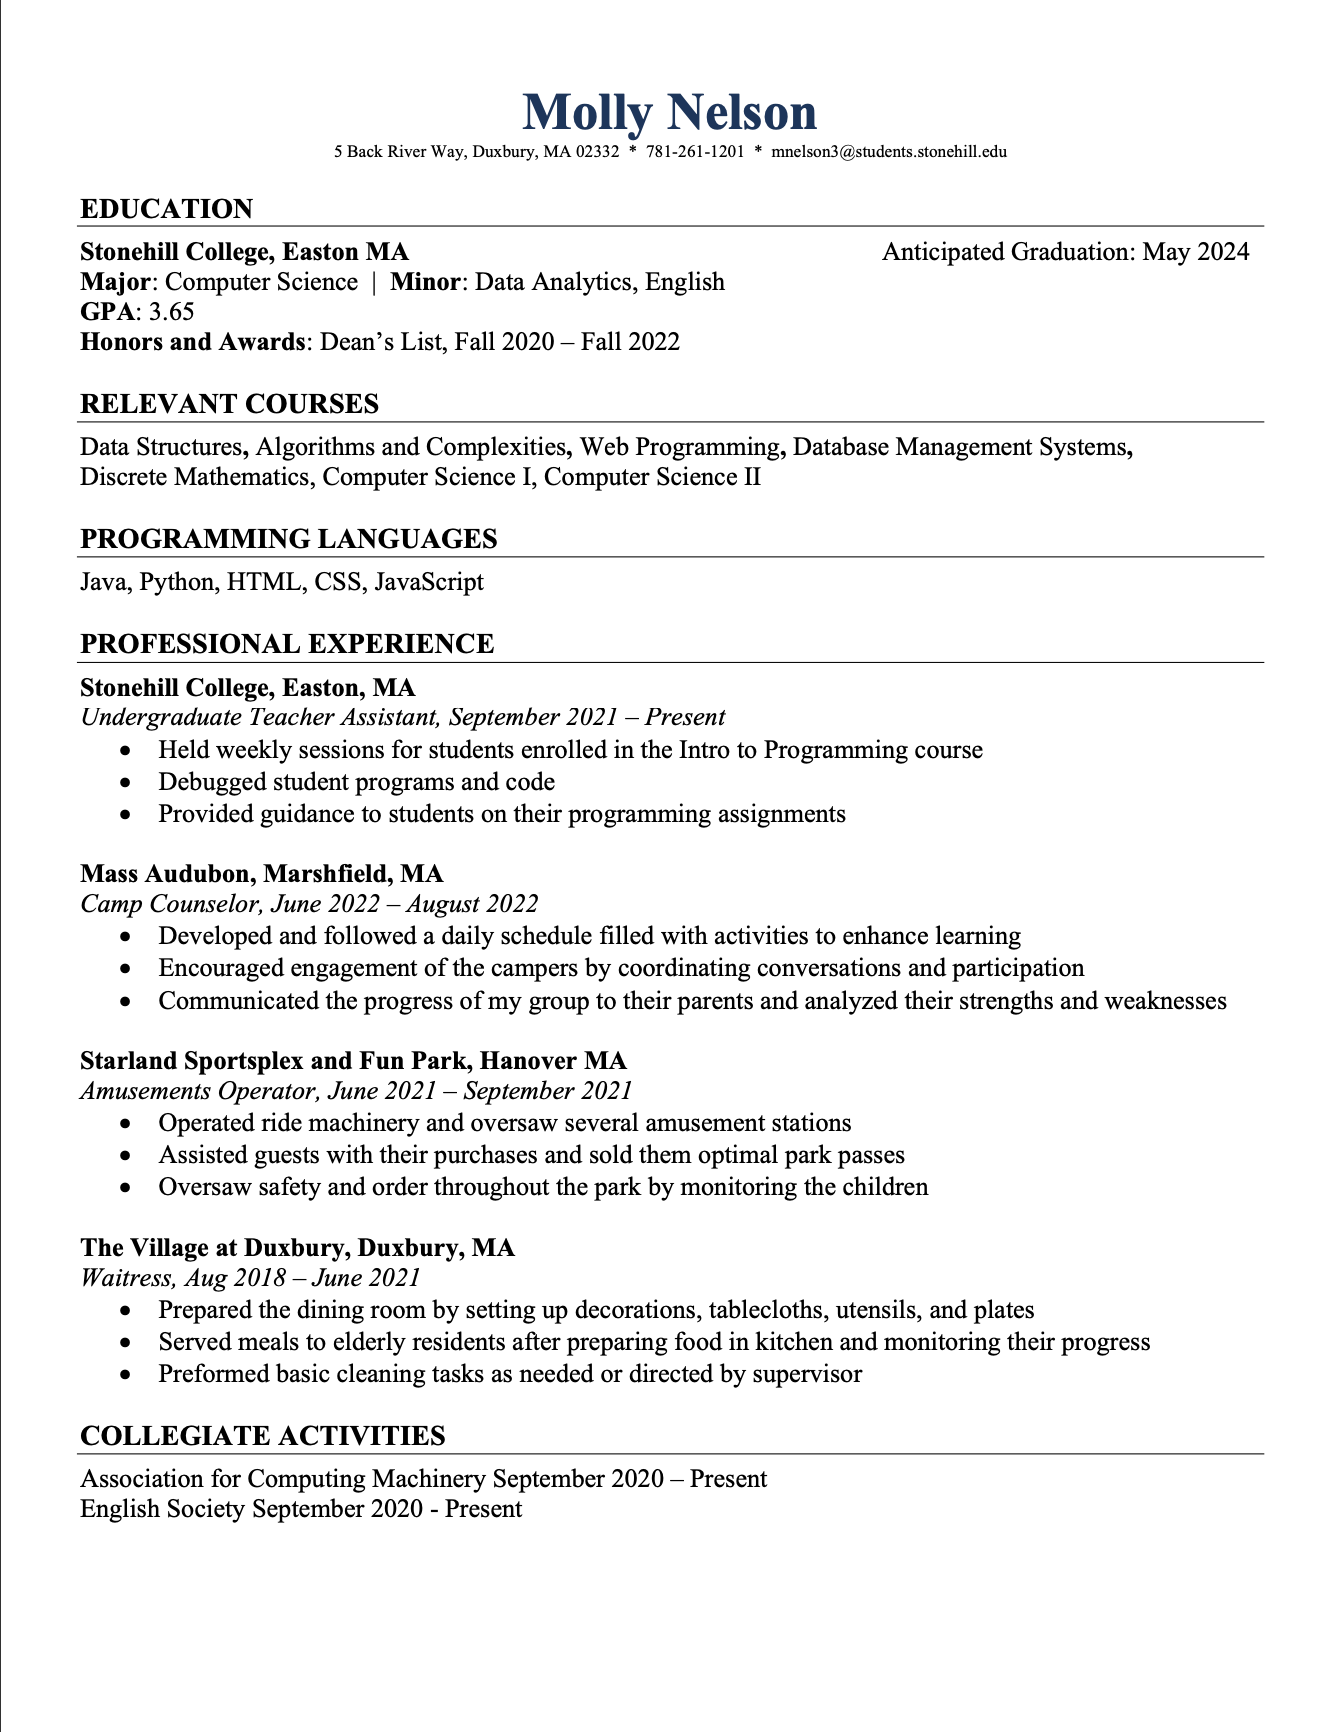 Molly Nelson
5 Back River Way, Duxbury, MA 02332 * 781-261-1201 * mnelson3@students.stonehill.edu
EDUCATION
Stonehill College, Easton MA Anticipated Graduation: May 2024
Major: Computer Science | Minor: Data Analytics, English
GPA: 3.65
Honors and Awards: Dean’s List, Fall 2020 – Fall 2022
RELEVANT COURSES
Data Structures, Algorithms and Complexities, Web Programming, Database Management Systems,
Discrete Mathematics, Computer Science I, Computer Science II
PROGRAMMING LANGUAGES
Java, Python, HTML, CSS, JavaScript
PROFESSIONAL EXPERIENCE
Stonehill College, Easton, MA
Undergraduate Teacher Assistant, September 2021 – Present
• Held weekly sessions for students enrolled in the Intro to Programming course
• Debugged student programs and code
• Provided guidance to students on their programming assignments
Mass Audubon, Marshfield, MA
Camp Counselor, June 2022 – August 2022
• Developed and followed a daily schedule filled with activities to enhance learning
• Encouraged engagement of the campers by coordinating conversations and participation
• Communicated the progress of my group to their parents and analyzed their strengths and weaknesses
Starland Sportsplex and Fun Park, Hanover MA
Amusements Operator, June 2021 – September 2021
• Operated ride machinery and oversaw several amusement stations
• Assisted guests with their purchases and sold them optimal park passes
• Oversaw safety and order throughout the park by monitoring the children
The Village at Duxbury, Duxbury, MA
Waitress, Aug 2018 – June 2021
• Prepared the dining room by setting up decorations, tablecloths, utensils, and plates
• Served meals to elderly residents after preparing food in kitchen and monitoring their progress
• Preformed basic cleaning tasks as needed or directed by supervisor
COLLEGIATE ACTIVITIES
Association for Computing Machinery September 2020 – Present
English Society September 2020 - Present